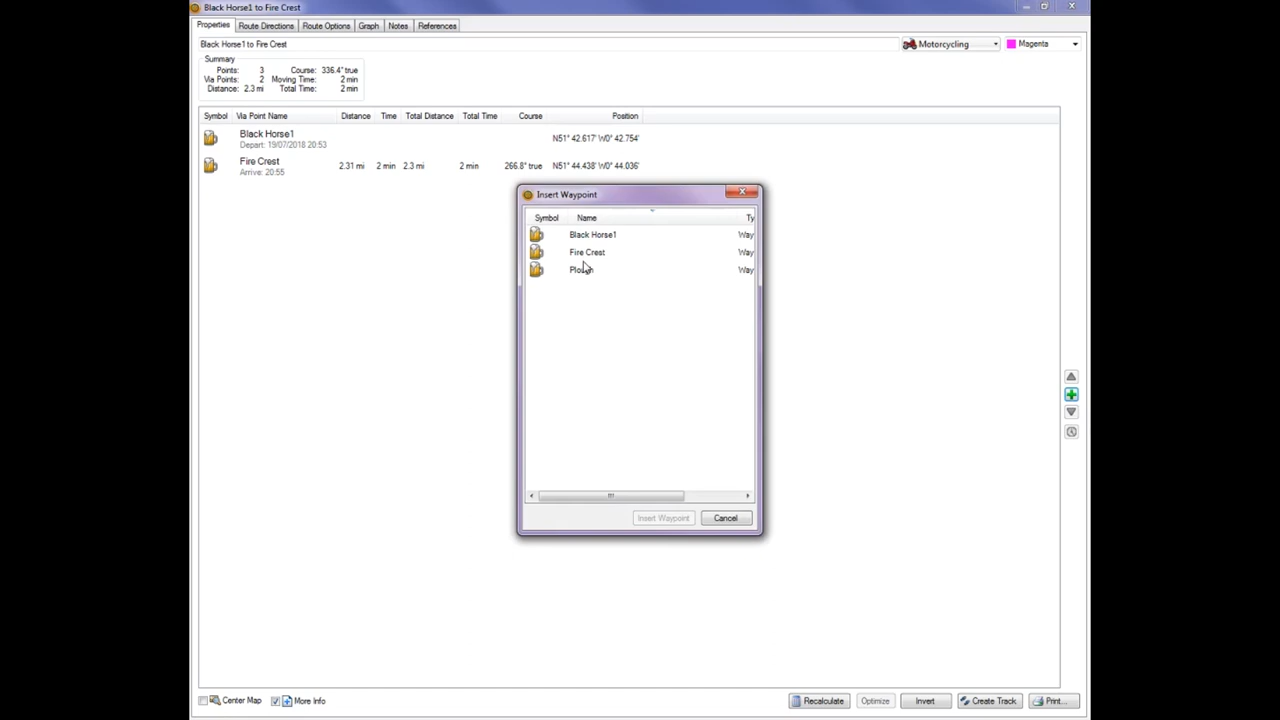 Black Horse1 to Fire Crest
Properties Route Directions Route Options Graph Notes References
Black Horse1 to Fire Crest Motorcycling Magenta
Summary
Points: 3 Course: 336.4° true
Via Points: 2 Moving Time: 2 min
Distance: 2.3 mi Total Time: 2 min
Symbol Via Point Name Distance Time Total Distance Total Time Course Position
Black Horse1
Depart: 19/07/2018 20:53
N51° 42.617' W0° 42.754'
Fire Crest
Arrive: 20:55
2.31 mi 2 min 2.3 mi 2 min 266.8° true N51° 44.438' W0° 44.036'
Insert Waypoint
Symbol Name Ty
Black Horse1 Way
Fire Crest Way
Way
Insert Waypoint Cancel
Center Map More Info Recalculate Optimize Invert Create Track Print...